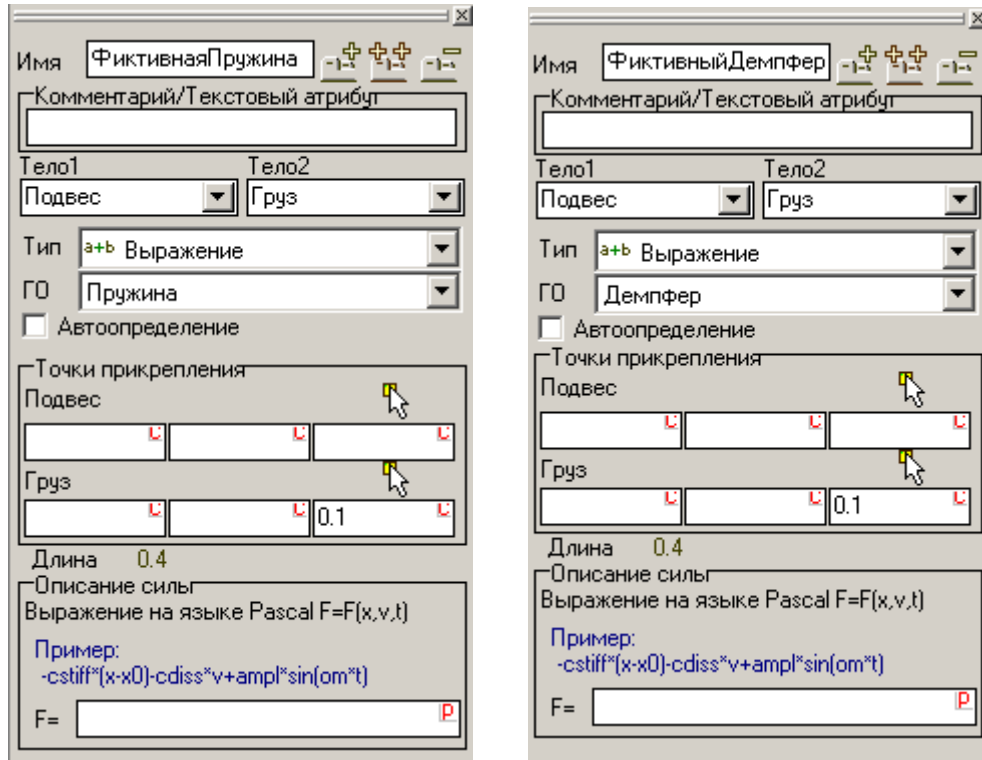 Имя ФиктивнаяПружина
Комментарий/Текстовый атрибут
Тело1 Тело2
Подвес Груз
Тип a+b Выражение
ГО Пружина
Автоопределение
Точки прикрепления
Подвес
C C C
Груз
C C 0.1 C
Длина 0.4
Описание силы
Выражение на языке Pascal F=F(x,v,t)
Пример:
-cstiff*(x-x0)-cdiss*v+ampl*sin(om*t)
F= P
Имя ФиктивныйДемпфер
Комментарий/Текстовый атрибут
Тело1 Тело2
Подвес Груз
Тип a+b Выражение
ГО Демпфер
Автоопределение
Точки прикрепления
Подвес
C C C
Груз
C C 0.1 C
Длина 0.4
Описание силы
Выражение на языке Pascal F=F(x,v,t)
Пример:
-cstiff*(x-x0)-cdiss*v+ampl*sin(om*t)
F= P